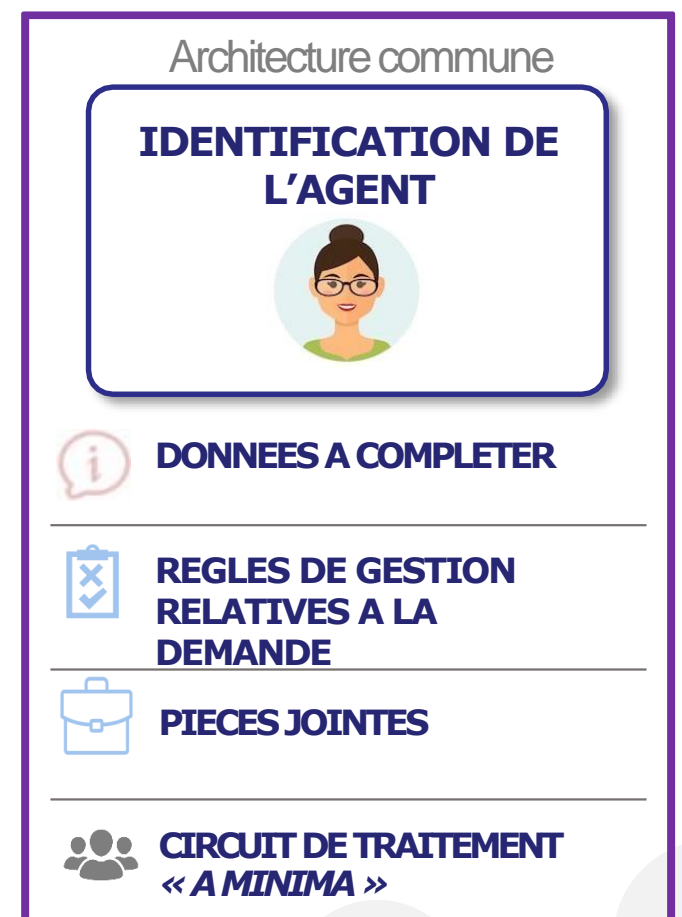 Architecture commune
IDENTIFICATION DE
L’AGENT
DONNEES A COMPLETER
REGLES DE GESTION
RELATIVES A LA
DEMANDE
PIECES JOINTES
CIRCUIT DE TRAITEMENT
« A MINIMA »